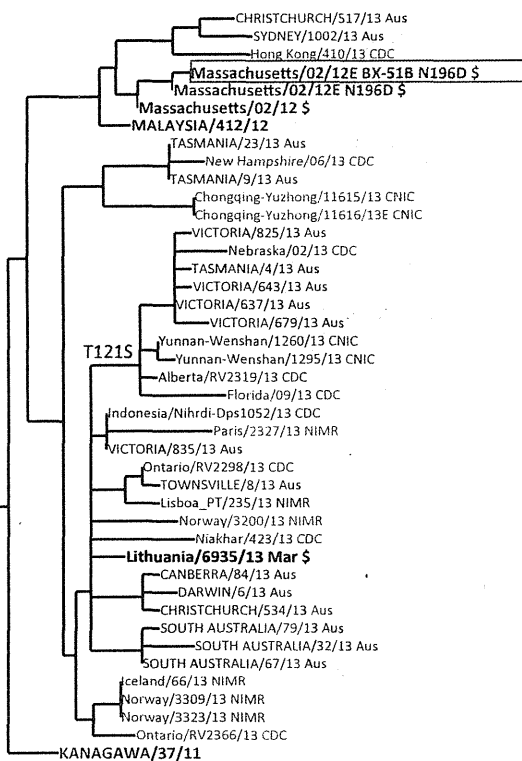 CHRISTCHURCH/517/13 Aus
SYDNEY/1002/13 Aus
Hong Kong/410/13 CDC
Massachusetts/02/12E BX-51B N196D $
Massachusetts/02/12E N196D $
Massachusetts/02/12 $
MALAYSIA/412/12
TASMANIA/23/13 Aus
New Hampshire/06/13 CDC
TASMANIA/9/13 Aus
Chongqing-Yuzhong/11615/13 CNIC
Chongqing-Yuzhong/11616/13E CNIC
VICTORIA/825/13 Aus
Nebraska/02/13 CDC
TASMANIA/4/13 Aus
VICTORIA/643/13 Aus
VICTORIA/637/13 Aus
VICTORIA/679/13 Aus
T121S
Yunnan-Wenshan/1260/13 CNIC
Yunnan-Wenshan/1295/13 CNIC
Alberta/RV2319/13 CDC
Florida/09/13 CDC
Indonesia/Nihrdi-Dps1052/13 CDC
Paris/2327/13 NIMR
VICTORIA/835/13 Aus
Ontario/RV2298/13 CDC
TOWNSVILLE/8/13 Aus
Lisboa_PT/235/13 NIMR
Norway/3200/13 NIMR
Niakhar/423/13 CDC
Lithuania/6935/13 Mar $
CANBERRA/84/13 Aus
DARWIN/6/13 Aus
CHRISTCHURCH/534/13 Aus
SOUTH AUSTRALIA/79/13 Aus
SOUTH AUSTRALIA/32/13 Aus
SOUTH AUSTRALIA/67/13 Aus
Iceland/66/13 NIMR
Norway/3309/13 NIMR
Norway/3323/13 NIMR
Ontario/RV2366/13 CDC
KANAGAWA/37/11